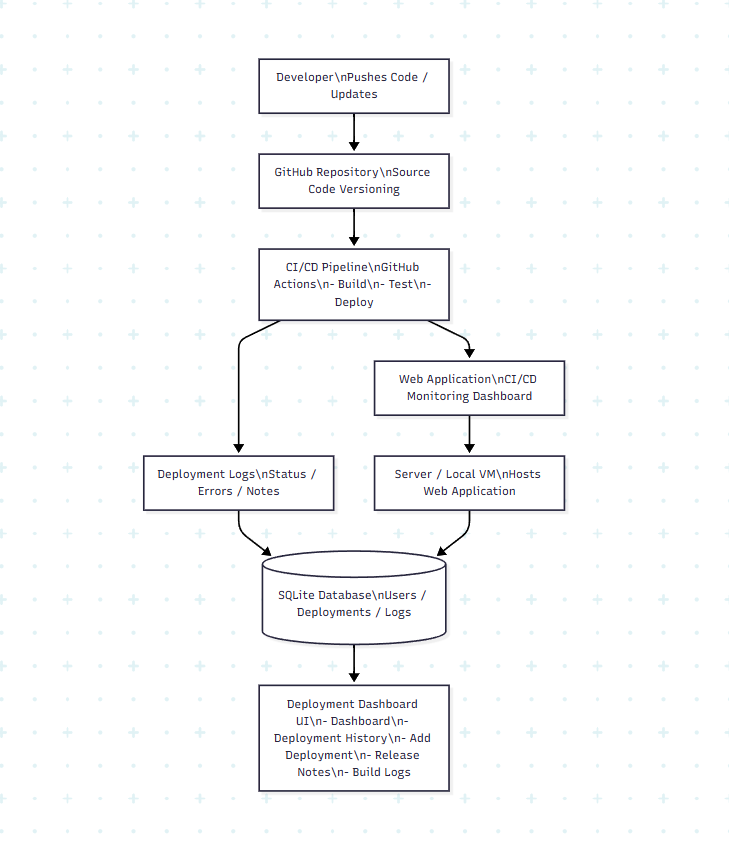 Developer\nPushes Code /
Updates
GitHub Repository\nSource
Code Versioning
CI/CD Pipeline\nGitHub
Actions\n- Build\n- Test\n-
Deploy
Web Application\nCI/CD
Monitoring Dashboard
Deployment Logs\nStatus /
Errors / Notes
Server / Local VM\nHosts
Web Application
SQLite Database\nUsers /
Deployments / Logs
Deployment Dashboard
UI\n- Dashboard\n-
Deployment History\n- Add
Deployment\n- Release
Notes\n- Build Logs